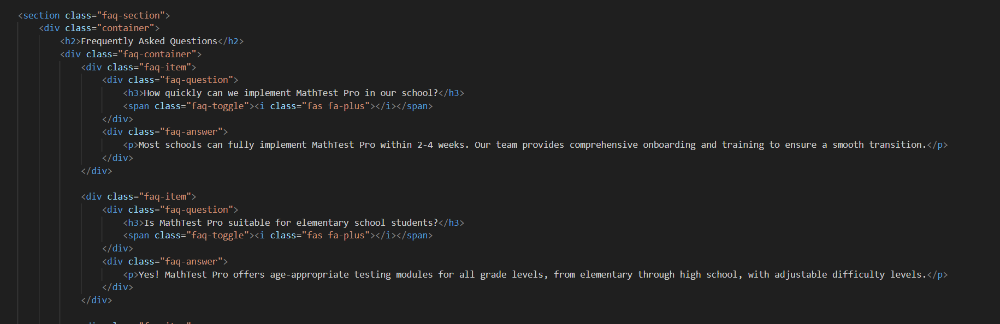 <section class="faq-section">
<div class="container">
<h2>Frequently Asked Questions</h2>
<div class="faq-container">
<div class="faq-item">
<div class="faq-question">
<h3>How quickly can we implement MathTest Pro in our school?</h3>
<span class="faq-toggle"><i class="fas fa-plus"></i></span>
</div>
<div class="faq-answer">
<p>Most schools can fully implement MathTest Pro within 2-4 weeks. Our team provides comprehensive onboarding and training to ensure a smooth transition.</p>
</div>
</div>
<div class="faq-item">
<div class="faq-question">
<h3>Is MathTest Pro suitable for elementary school students?</h3>
<span class="faq-toggle"><i class="fas fa-plus"></i></span>
</div>
<div class="faq-answer">
<p>Yes! MathTest Pro offers age-appropriate testing modules for all grade levels, from elementary through high school, with adjustable difficulty levels.</p>
</div>
</div>